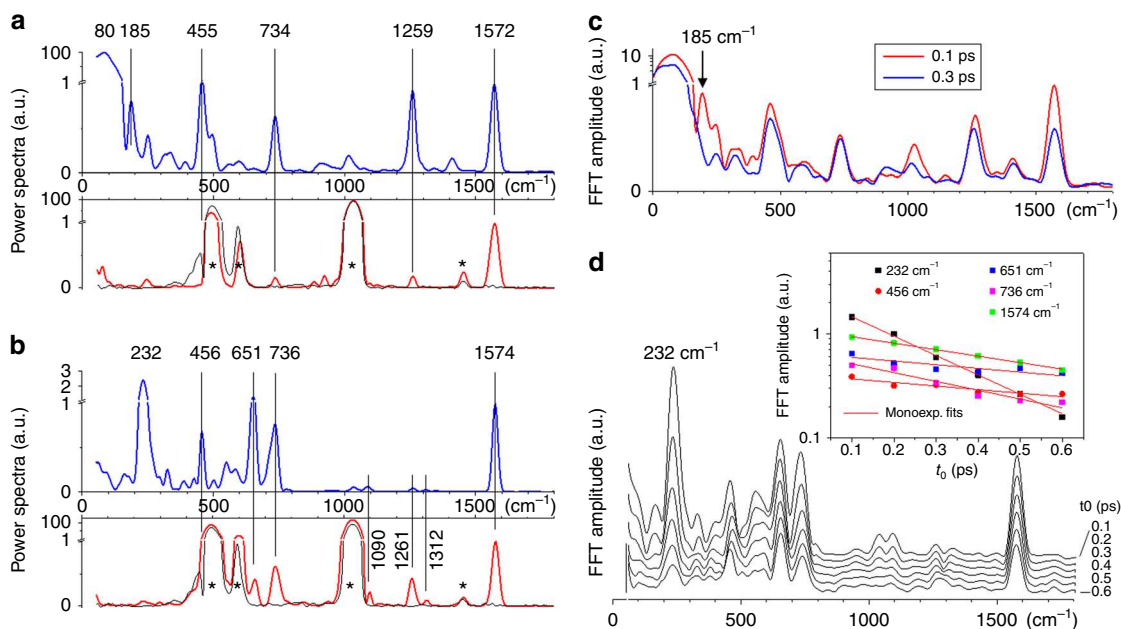 a
80 185 455 734 1259 1572
Power spectra (a.u.)
100
1
0
0 500 1000 1500 (cm⁻¹)
100
1
0
* * * *
b
232 456 651 736 1574
Power spectra (a.u.)
3
2
1
0
0 500 1000 1500 (cm⁻¹)
100
1
0
* * * *
1090
1261
1312
c
FFT amplitude (a.u.)
10
1
0
185 cm⁻¹
0.1 ps
0.3 ps
0 500 1000 1500 (cm⁻¹)
d
FFT amplitude (a.u.)
232 cm⁻¹
FFT amplitude (a.u.)
1
0.1
232 cm⁻¹
456 cm⁻¹
651 cm⁻¹
736 cm⁻¹
1574 cm⁻¹
Monoexp. fits
0.1 0.2 0.3 0.4 0.5 0.6
t₀ (ps)
t0 (ps)
0.1
0.2
0.3
0.4
0.5
0.6
0 500 1000 1500 (cm⁻¹)